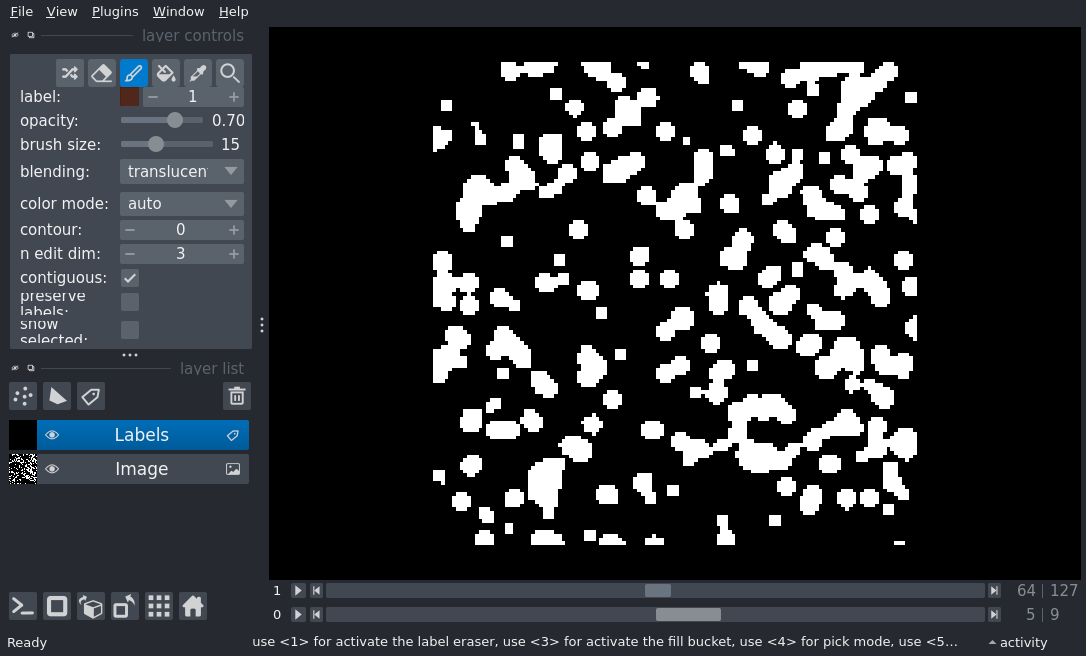 File View Plugins Window Help
layer controls
label: 1
opacity: 0.70
brush size: 15
blending: translucen
color mode: auto
contour: 0
n edit dim: 3
contiguous:
preserve
labels:
show
selected:
layer list
Labels
Image
1 64 | 127
0 5 | 9
Ready use <1> for activate the label eraser, use <3> for activate the fill bucket, use <4> for pick mode, use <5... activity